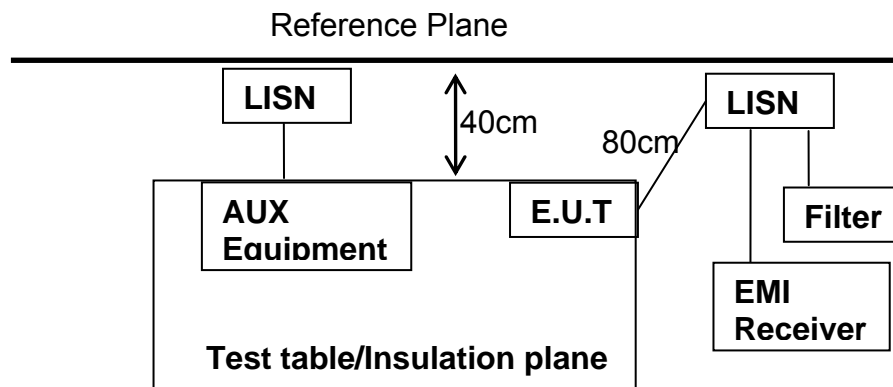 Reference Plane
LISN
40cm
80cm
LISN
AUX
Equipment
E.U.T
Filter
EMI
Receiver
Test table/Insulation plane